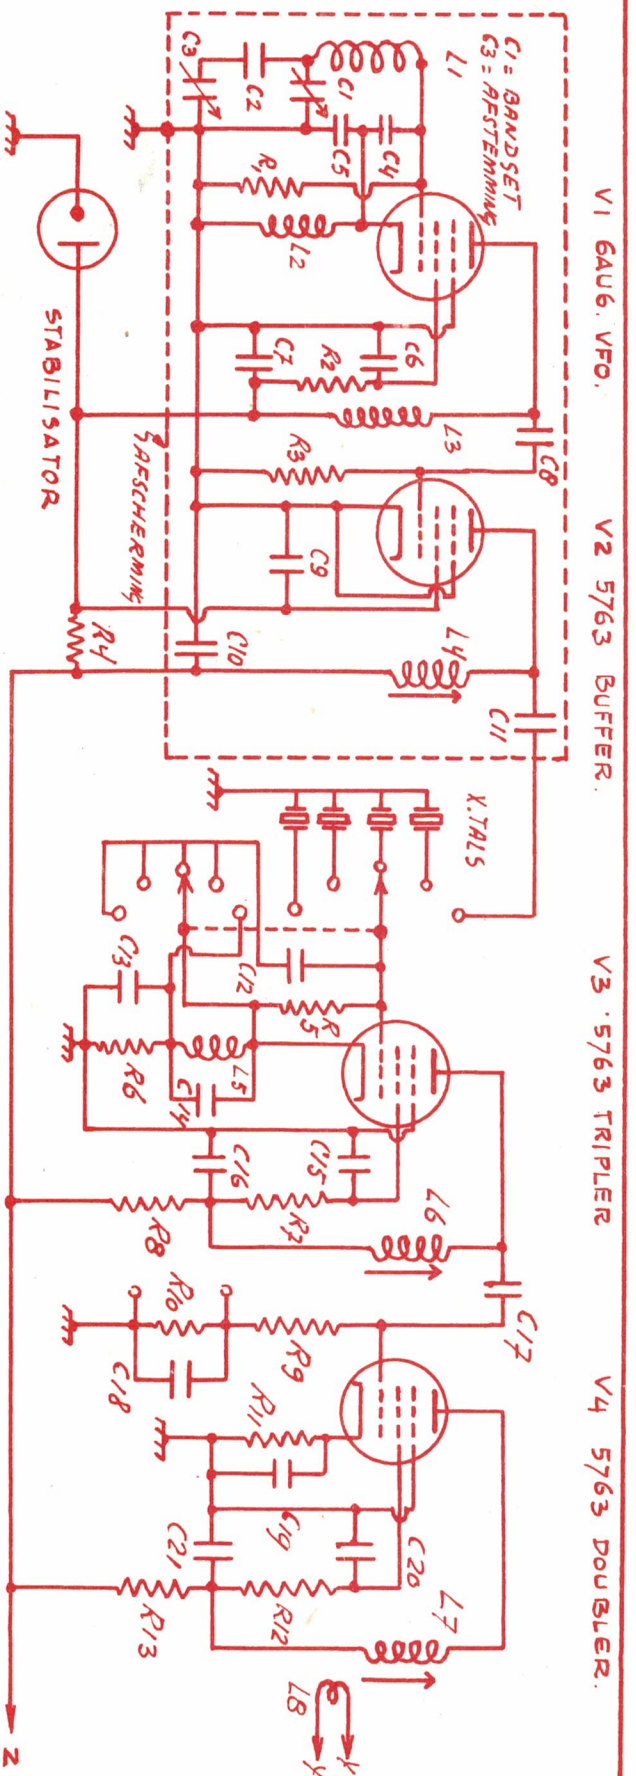 V1 6AU6. VFO.
V2 5763 BUFFER.
V3 5763 TRIPLER
V4 5763 DOUBLER.
C1 = BANDSET
C3 = AFSTEMMING
L1
C1
C2
C3
C4
C5
R1
L2
C6
C7
R2
L3
C8
R3
C9
L4
C10
C11
R4
STABILISATOR
AFSCHERMING
X.TALS
C12
C13
R5
L5
C14
R6
C15
C16
R7
R8
L6
C17
R9
R10
C18
R11
C19
C20
C21
R12
R13
L7
L8
Z